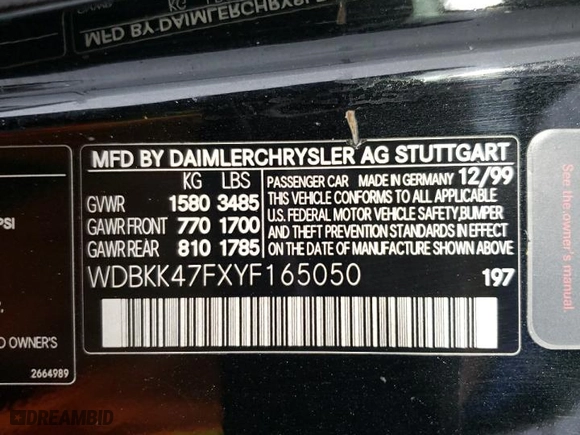 KG
MFD BY DAIMLERCHRYSLE
MFD BY DAIMLERCHRYSLER AG STUTTGART
KG LBS
GVWR 1580 3485
GAWR FRONT 770 1700
GAWR REAR 810 1785
PASSENGER CAR MADE IN GERMANY 12/99
THIS VEHICLE CONFORMS TO ALL APPLICABLE
U.S. FEDERAL MOTOR VEHICLE SAFETY,BUMPER
AND THEFT PREVENTION STANDARDS IN EFFECT
ON THE DATE OF MANUFACTURE SHOWN ABOVE.
WDBKK47FXYF165050 197
PSI
O OWNER'S
2664989
See the owner's manual.
DREAMBID